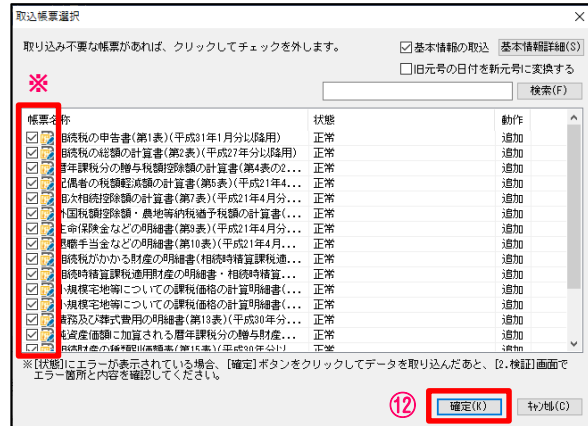 取込帳票選択
取り込み不要な帳票があれば、クリックしてチェックを外します。
基本情報の取込 基本情報詳細(S)
旧元号の日付を新元号に変換する
※
検索(F)
帳票名称 状態 動作
相続税の申告書(第1表)(平成31年1月分以降用) 正常 追加
相続税の総額の計算書(第2表)(平成27年分以降用) 正常 追加
暦年課税分の贈与税額控除額の計算書(第4表の2... 正常 追加
配偶者の税額軽減額の計算書(第5表)(平成21年4... 正常 追加
相次相続控除額の計算書(第7表)(平成21年4月分... 正常 追加
外国税額控除額・農地等納税猶予税額の計算書(... 正常 追加
生命保険金などの明細書(第9表)(平成21年4月分... 正常 追加
退職手当金などの明細書(第10表)(平成21年4月... 正常 追加
相続税がかかる財産の明細書(相続時精算課税適... 正常 追加
相続時精算課税適用財産の明細書・相続時精算... 正常 追加
小規模宅地等についての課税価格の計算明細書... 正常 追加
小規模宅地等についての課税価格の計算明細書... 正常 追加
債務及び葬式費用の明細書(第13表)(平成30年分... 正常 追加
純資産価額に加算される暦年課税分の贈与財産... 正常 追加
相続財産の種類別価額表(第15表)(平成30年分以... 正常 追加
※[状態]にエラーが表示されている場合、[確定]ボタンをクリックしてデータを取り込んだあと、[2.検証]画面で
エラー箇所と内容を確認してください。
⑫ 確定(K) キャンセル(C)